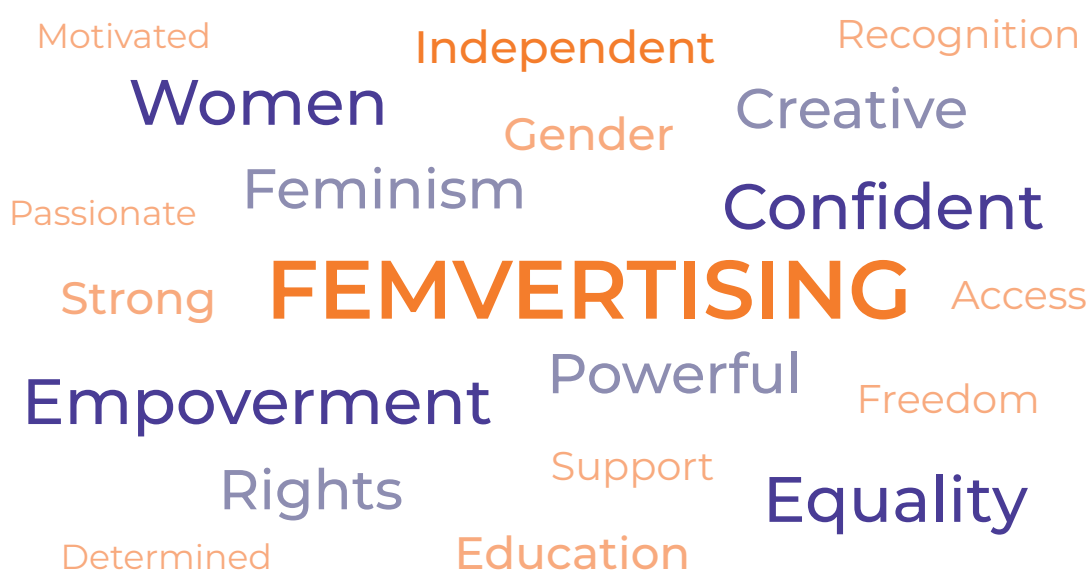 Motivated
Independent
Recognition
Women
Creative
Gender
Feminism
Confident
Passionate
FEMVERTISING
Strong
Access
Powerful
Empoverment
Freedom
Support
Rights
Equality
Determined
Education